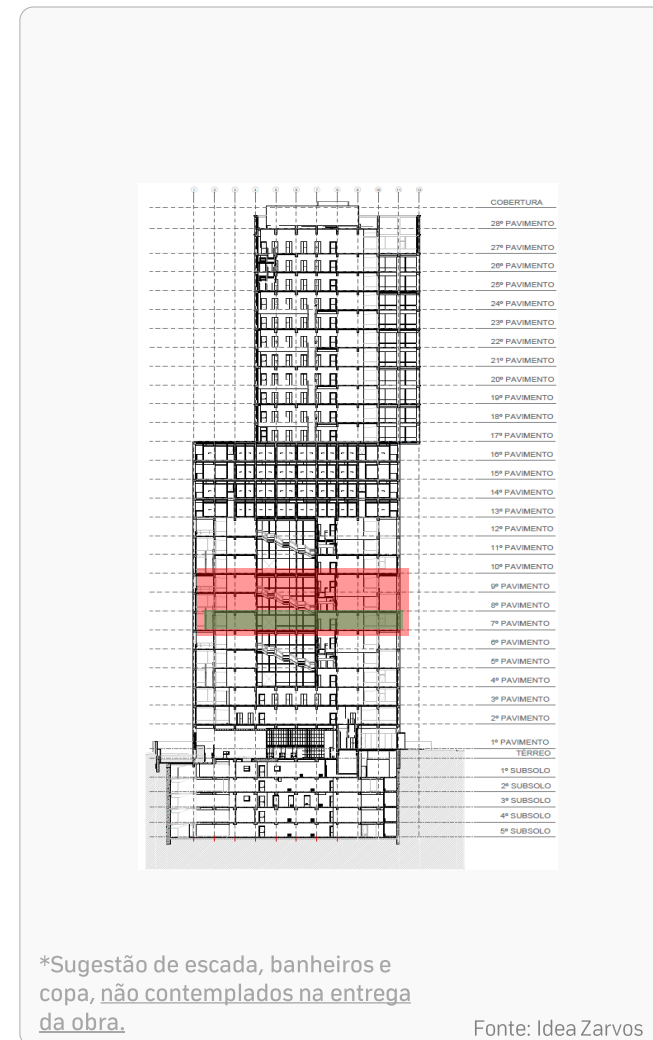 COBERTURA
28º PAVIMENTO
27º PAVIMENTO
26º PAVIMENTO
25º PAVIMENTO
24º PAVIMENTO
23º PAVIMENTO
22º PAVIMENTO
21º PAVIMENTO
20º PAVIMENTO
19º PAVIMENTO
18º PAVIMENTO
17º PAVIMENTO
16º PAVIMENTO
15º PAVIMENTO
14º PAVIMENTO
13º PAVIMENTO
12º PAVIMENTO
11º PAVIMENTO
10º PAVIMENTO
9º PAVIMENTO
8º PAVIMENTO
7º PAVIMENTO
6º PAVIMENTO
5º PAVIMENTO
4º PAVIMENTO
3º PAVIMENTO
2º PAVIMENTO
1º PAVIMENTO
TÉRREO
1º SUBSOLO
2º SUBSOLO
3º SUBSOLO
4º SUBSOLO
5º SUBSOLO
*Sugestão de escada, banheiros e
copa, não contemplados na entrega
da obra.
Fonte: Idea Zarvos